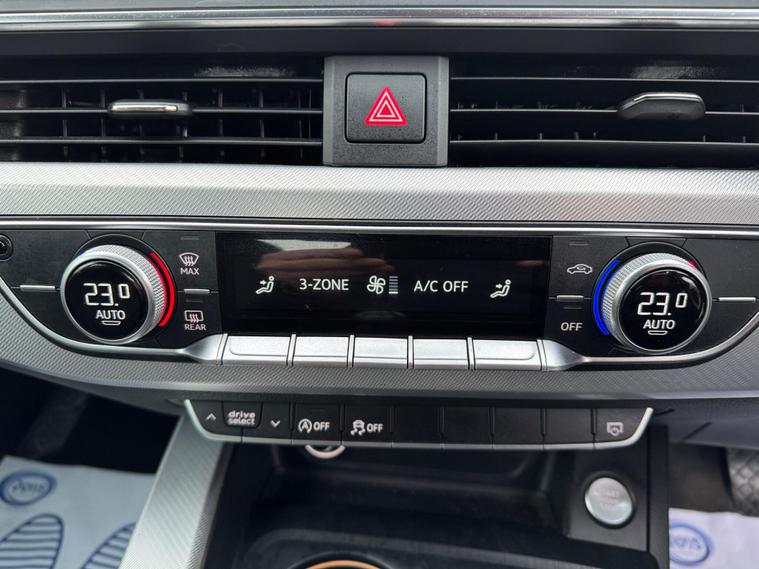 MAX
23.0
AUTO
3-ZONE
A/C OFF
23.0
AUTO
REAR
OFF
drive
select
OFF
OFF